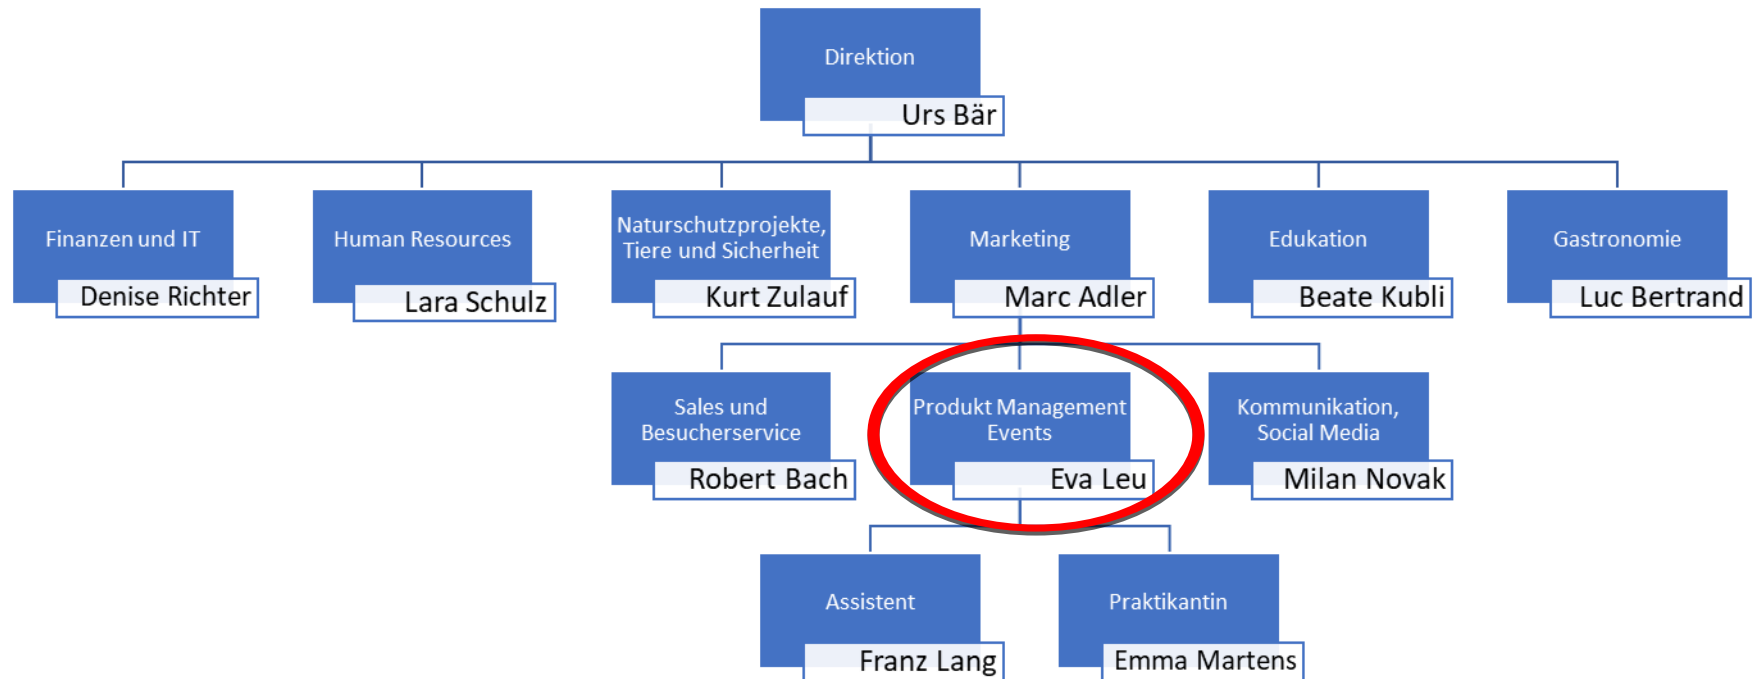 Direktion
Urs Bär
Finanzen und IT
Denise Richter
Human Resources
Lara Schulz
Naturschutzprojekte,
Tiere und Sicherheit
Kurt Zulauf
Marketing
Marc Adler
Edukation
Beate Kubli
Gastronomie
Luc Bertrand
Sales und
Besucherservice
Robert Bach
Produkt Management
Events
Eva Leu
Kommunikation,
Social Media
Milan Novak
Assistent
Franz Lang
Praktikantin
Emma Martens